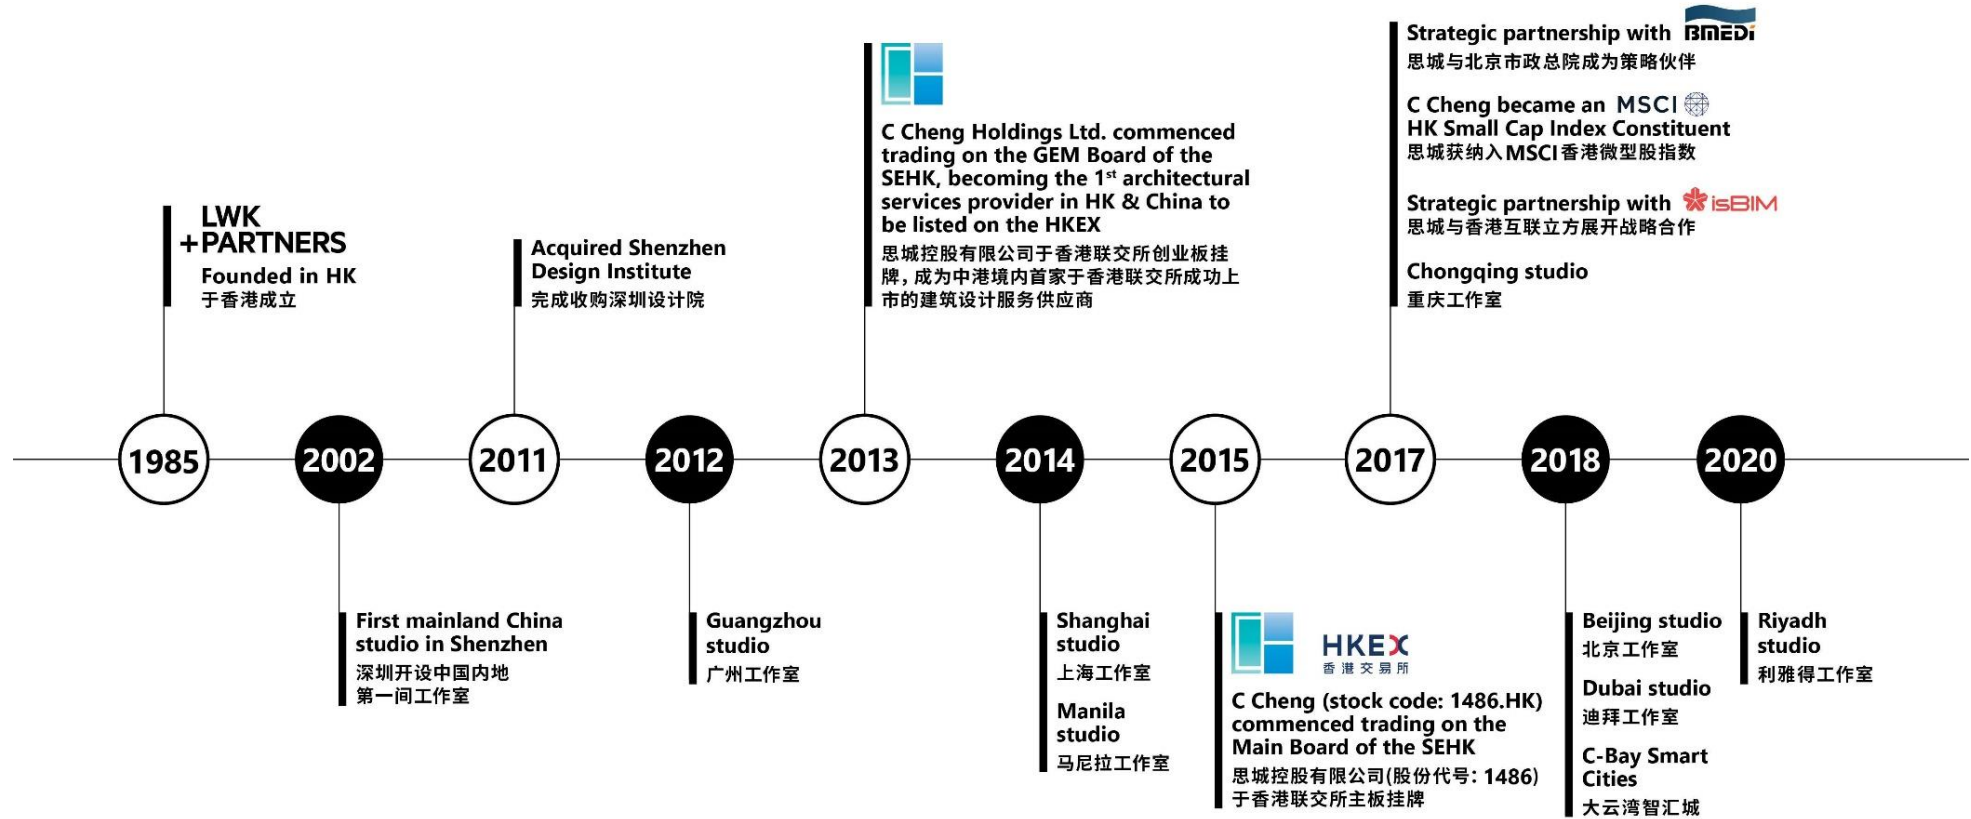 LWK
+PARTNERS
Founded in HK
于香港成立
Acquired Shenzhen
Design Institute
完成收购深圳设计院
C Cheng Holdings Ltd. commenced
trading on the GEM Board of the
SEHK, becoming the 1st architectural
services provider in HK & China to
be listed on the HKEX
思城控股有限公司于香港联交所创业板挂
牌，成为中港境内首家于香港联交所成功上
市的建筑设计服务供应商
Strategic partnership with BMEDi
思城与北京市政总院成为策略伙伴
C Cheng became an MSCI
HK Small Cap Index Constituent
思城获纳入MSCI香港微型股指数
Strategic partnership with isBIM
思城与香港互联立方展开战略合作
Chongqing studio
重庆工作室
1985
2002
2011
2012
2013
2014
2015
2017
2018
2020
First mainland China
studio in Shenzhen
深圳开设中国内地
第一间工作室
Guangzhou
studio
广州工作室
Shanghai
studio
上海工作室
Manila
studio
马尼拉工作室
HKEX
香港交易所
C Cheng (stock code: 1486.HK)
commenced trading on the
Main Board of the SEHK
思城控股有限公司(股份代号：1486)
于香港联交所主板挂牌
Beijing studio
北京工作室
Dubai studio
迪拜工作室
C-Bay Smart
Cities
大云湾智汇城
Riyadh
studio
利雅得工作室